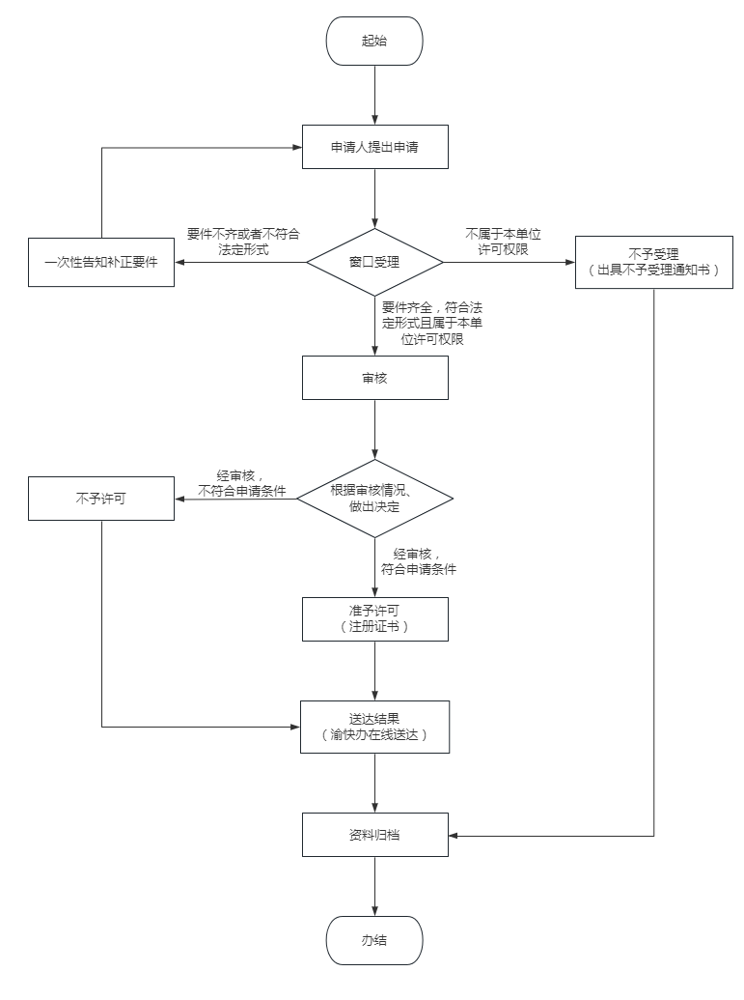 起始
申请人提出申请
要件不齐或者不符合
法定形式
不属于本单位
许可权限
一次性告知补正要件
窗口受理
不予受理
（出具不予受理通知书）
要件齐全，符合法
定形式且属于本单
位许可权限
审核
经审核，
不符合申请条件
不予许可
根据审核情况、
做出决定
经审核，
符合申请条件
准予许可
（注册证书）
送达结果
（渝快办在线送达）
资料归档
办结